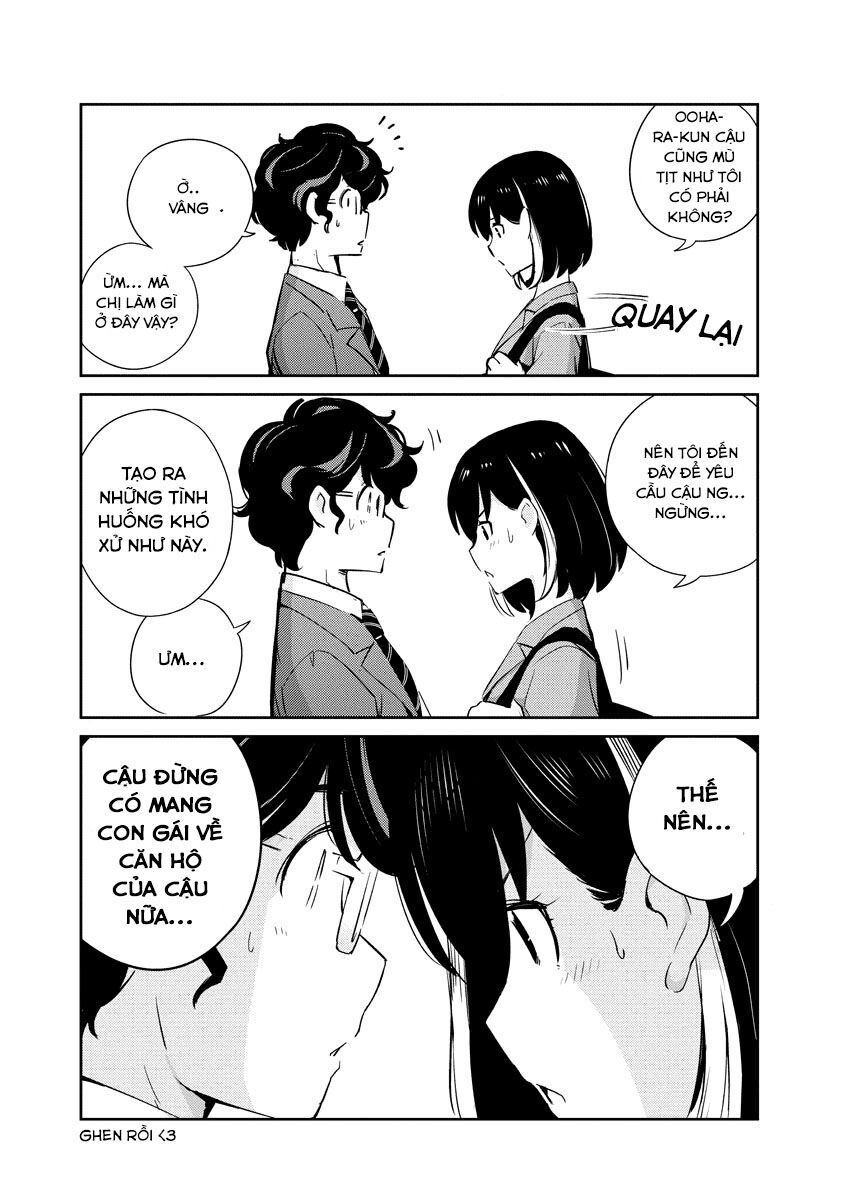 OOHA-
RA-KUN CẬU
CŨNG MÙ
TỊT NHƯ TÔI
CÓ PHẢI
KHÔNG?
Ờ..
VÂNG .
QUAY LẠI
ỪM... MÀ
CHỊ LÀM GÌ
Ở ĐÂY VẬY?
NÊN TÔI ĐẾN
ĐÂY ĐỂ YÊU
CẦU CẬU NG...
NGỪNG...
TẠO RA
NHỮNG TÌNH
HUỐNG KHÓ
XỬ NHƯ NÀY.
ƯM...
THẾ
NÊN...
CẬU ĐỪNG
CÓ MANG
CON GÁI VỀ
CĂN HỘ
CỦA CẬU
NỮA...
GHEN RỒI <3